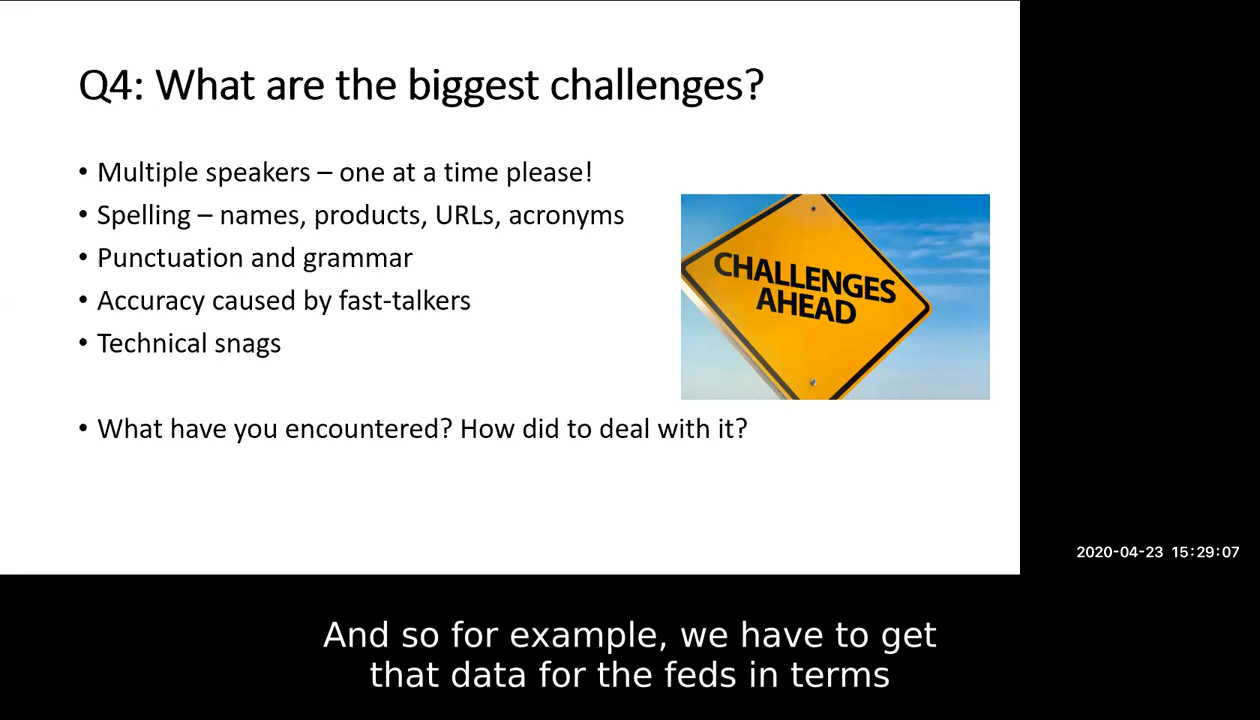 Q4: What are the biggest challenges?
• Multiple speakers – one at a time please!
• Spelling – names, products, URLs, acronyms
• Punctuation and grammar
• Accuracy caused by fast-talkers
• Technical snags
CHALLENGES
AHEAD
• What have you encountered? How did to deal with it?
2020-04-23 15:29:07
And so for example, we have to get
that data for the feds in terms